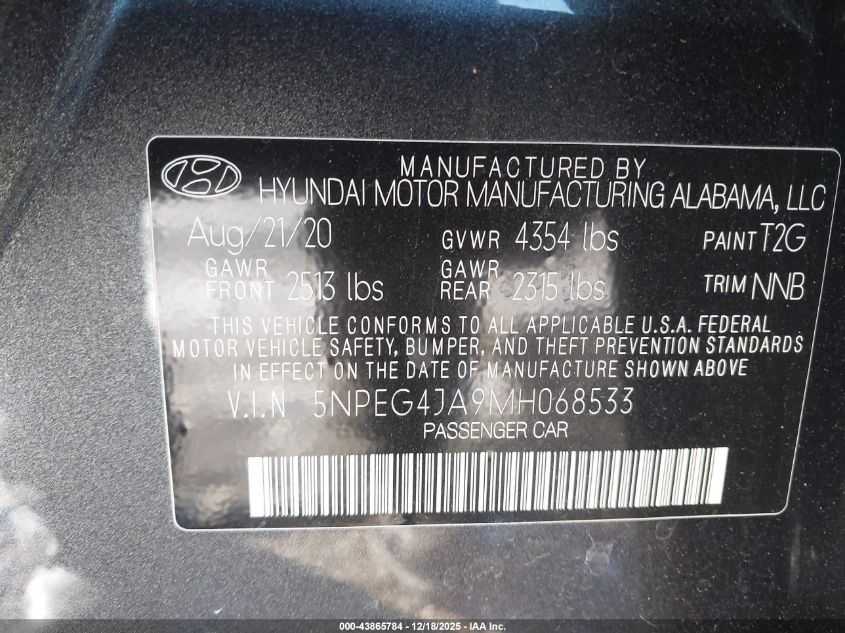 MANUFACTURED BY
HYUNDAI MOTOR MANUFACTURING ALABAMA, LLC
Aug/21/20 GVWR 4354 lbs PAINT T2G
GAWR FRONT 2513 lbs GAWR REAR 2315 lbs TRIM NNB
THIS VEHICLE CONFORMS TO ALL APPLICABLE U.S.A. FEDERAL
MOTOR VEHICLE SAFETY, BUMPER, AND THEFT PREVENTION STANDARDS
IN EFFECT ON THE DATE OF MANUFACTURE SHOWN ABOVE.
V.I.N 5NPEG4JA9MH068533
PASSENGER CAR
000-43865784 - 12/18/2025 - IAA Inc.